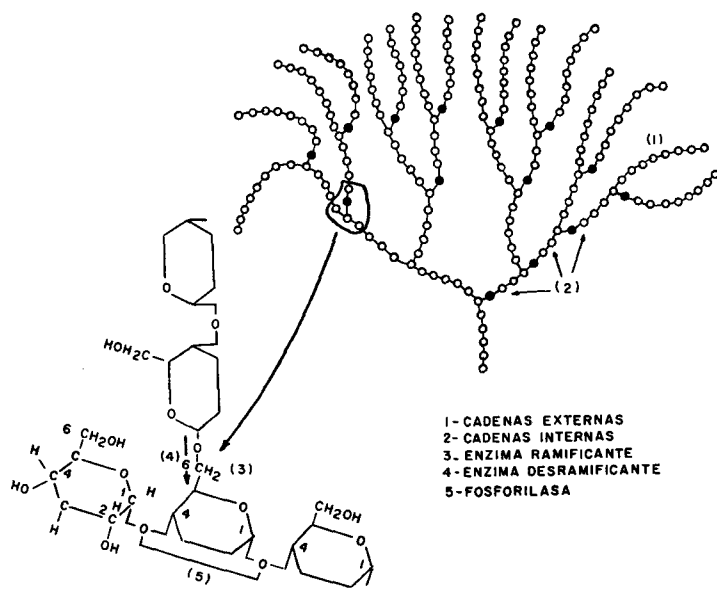 (1)
(2)
O
O
HOH2C
O
O
6
CH2OH
(4)
6
CH2
(3)
H
C
4
C
O
HO
C
1
H
C
H
2
C
H
OH
O
4
O
1
O
CH2OH
4
O
1
(5)
1- CADENAS EXTERNAS
2- CADENAS INTERNAS
3. ENZIMA RAMIFICANTE
4- ENZIMA DESRAMIFICANTE
5-FOSFORILASA